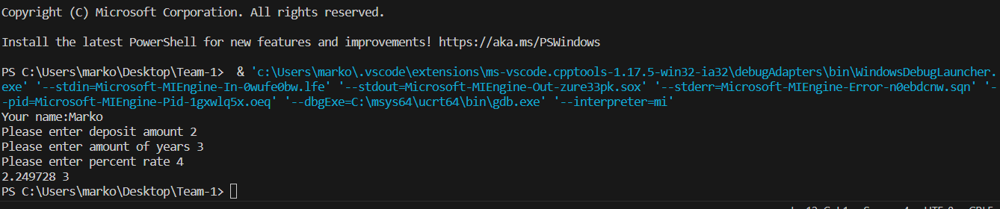 Copyright (C) Microsoft Corporation. All rights reserved.
Install the latest PowerShell for new features and improvements! https://aka.ms/PSWindows
PS C:\Users\marko\Desktop\Team-1>  & 'c:\Users\marko\.vscode\extensions\ms-vscode.cpptools-1.17.5-win32-ia32\debugAdapters\bin\WindowsDebugLauncher.
exe' '--stdin=Microsoft-MIEngine-In-0wufe0bw.lfe' '--stdout=Microsoft-MIEngine-Out-zure33pk.sox' '--stderr=Microsoft-MIEngine-Error-n0ebdcnw.sqn' '-
-pid=Microsoft-MIEngine-Pid-1gxwlq5x.oeq' '--dbgExe=C:\msys64\ucrt64\bin\gdb.exe' '--interpreter=mi'
Your name:Marko
Please enter deposit amount 2
Please enter amount of years 3
Please enter percent rate 4
2.249728 3
PS C:\Users\marko\Desktop\Team-1>